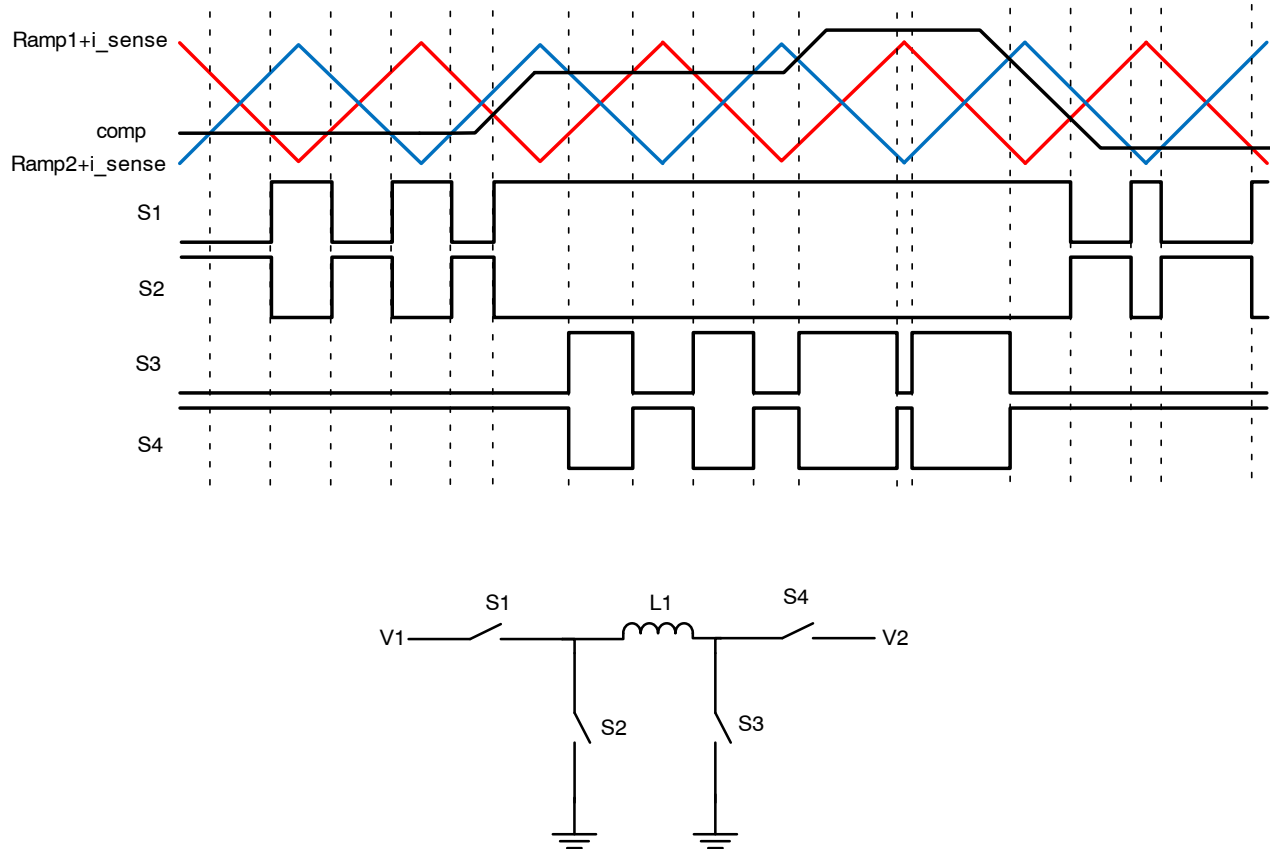 Ramp1+i_sense
comp
Ramp2+i_sense
S1
S2
S3
S4
S1
L1
S4
V1
V2
S2
S3